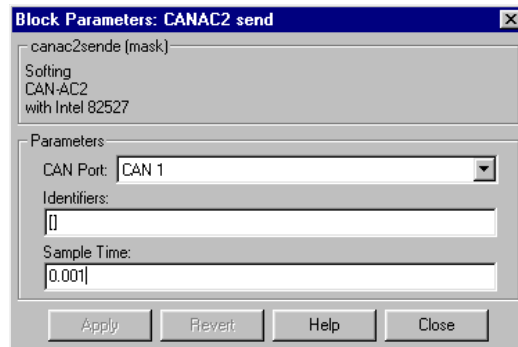 Block Parameters: CANAC2 send
canac2sende (mask)
Softing
CAN-AC2
with Intel 82527
Parameters
CAN Port: CAN 1
Identifiers:
[]
Sample Time:
0.001
Apply Revert Help Close